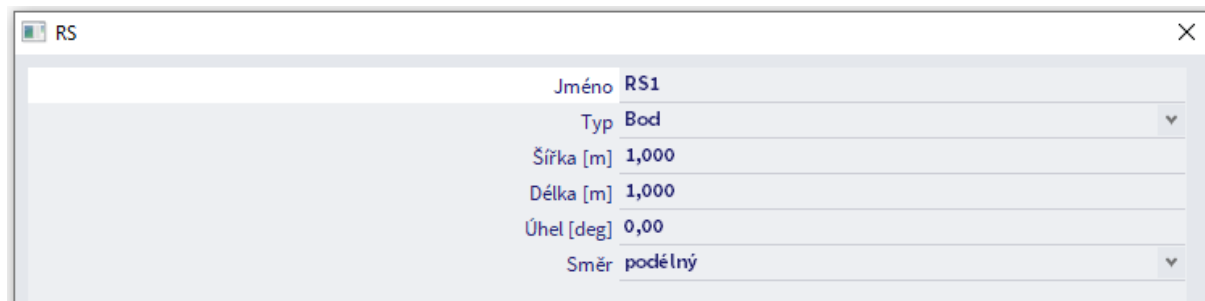 RS
Jméno RS1
Typ Bod
Šířka [m] 1,000
Délka [m] 1,000
Úhel [deg] 0,00
Směr podélný